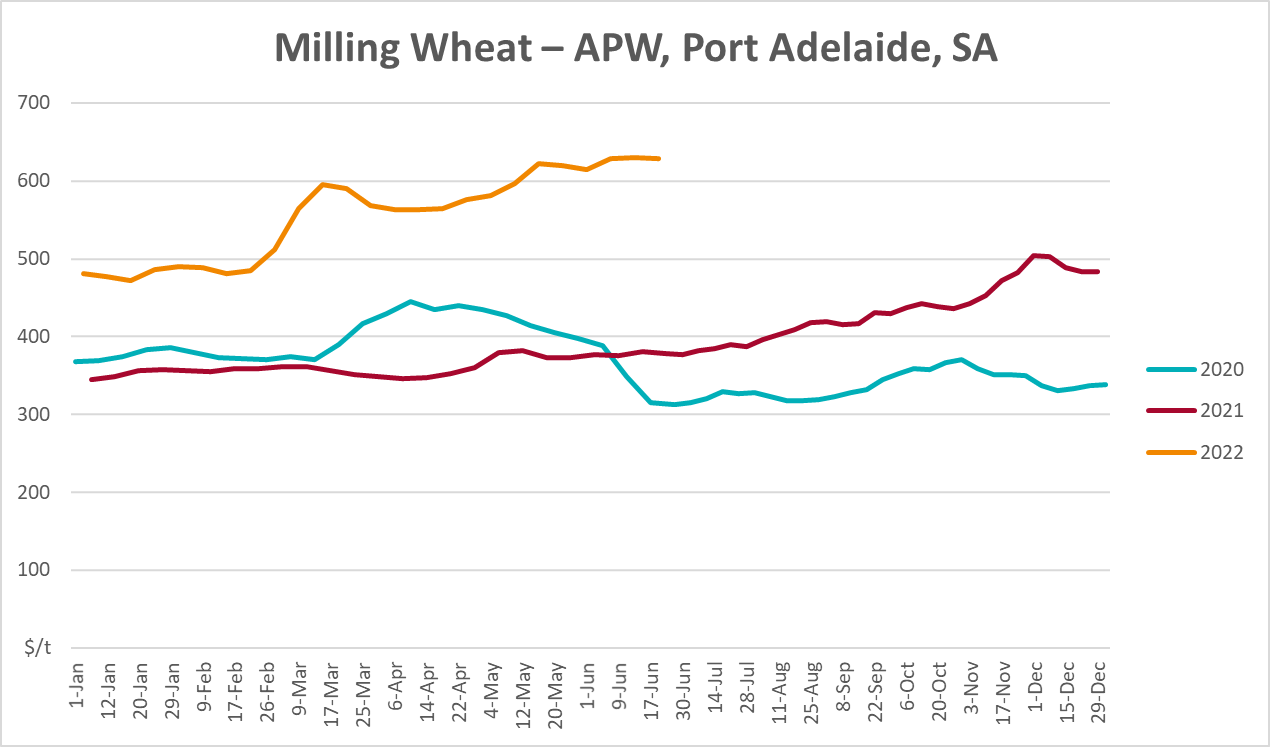 Milling Wheat – APW, Port Adelaide, SA
700
600
500
400
300
200
100
$/t
1-Jan
12-Jan
20-Jan
29-Jan
9-Feb
17-Feb
26-Feb
9-Mar
17-Mar
25-Mar
6-Apr
14-Apr
22-Apr
4-May
12-May
20-May
1-Jun
9-Jun
17-Jun
30-Jun
14-Jul
28-Jul
11-Aug
25-Aug
8-Sep
22-Sep
6-Oct
20-Oct
3-Nov
17-Nov
1-Dec
15-Dec
29-Dec
2020
2021
2022